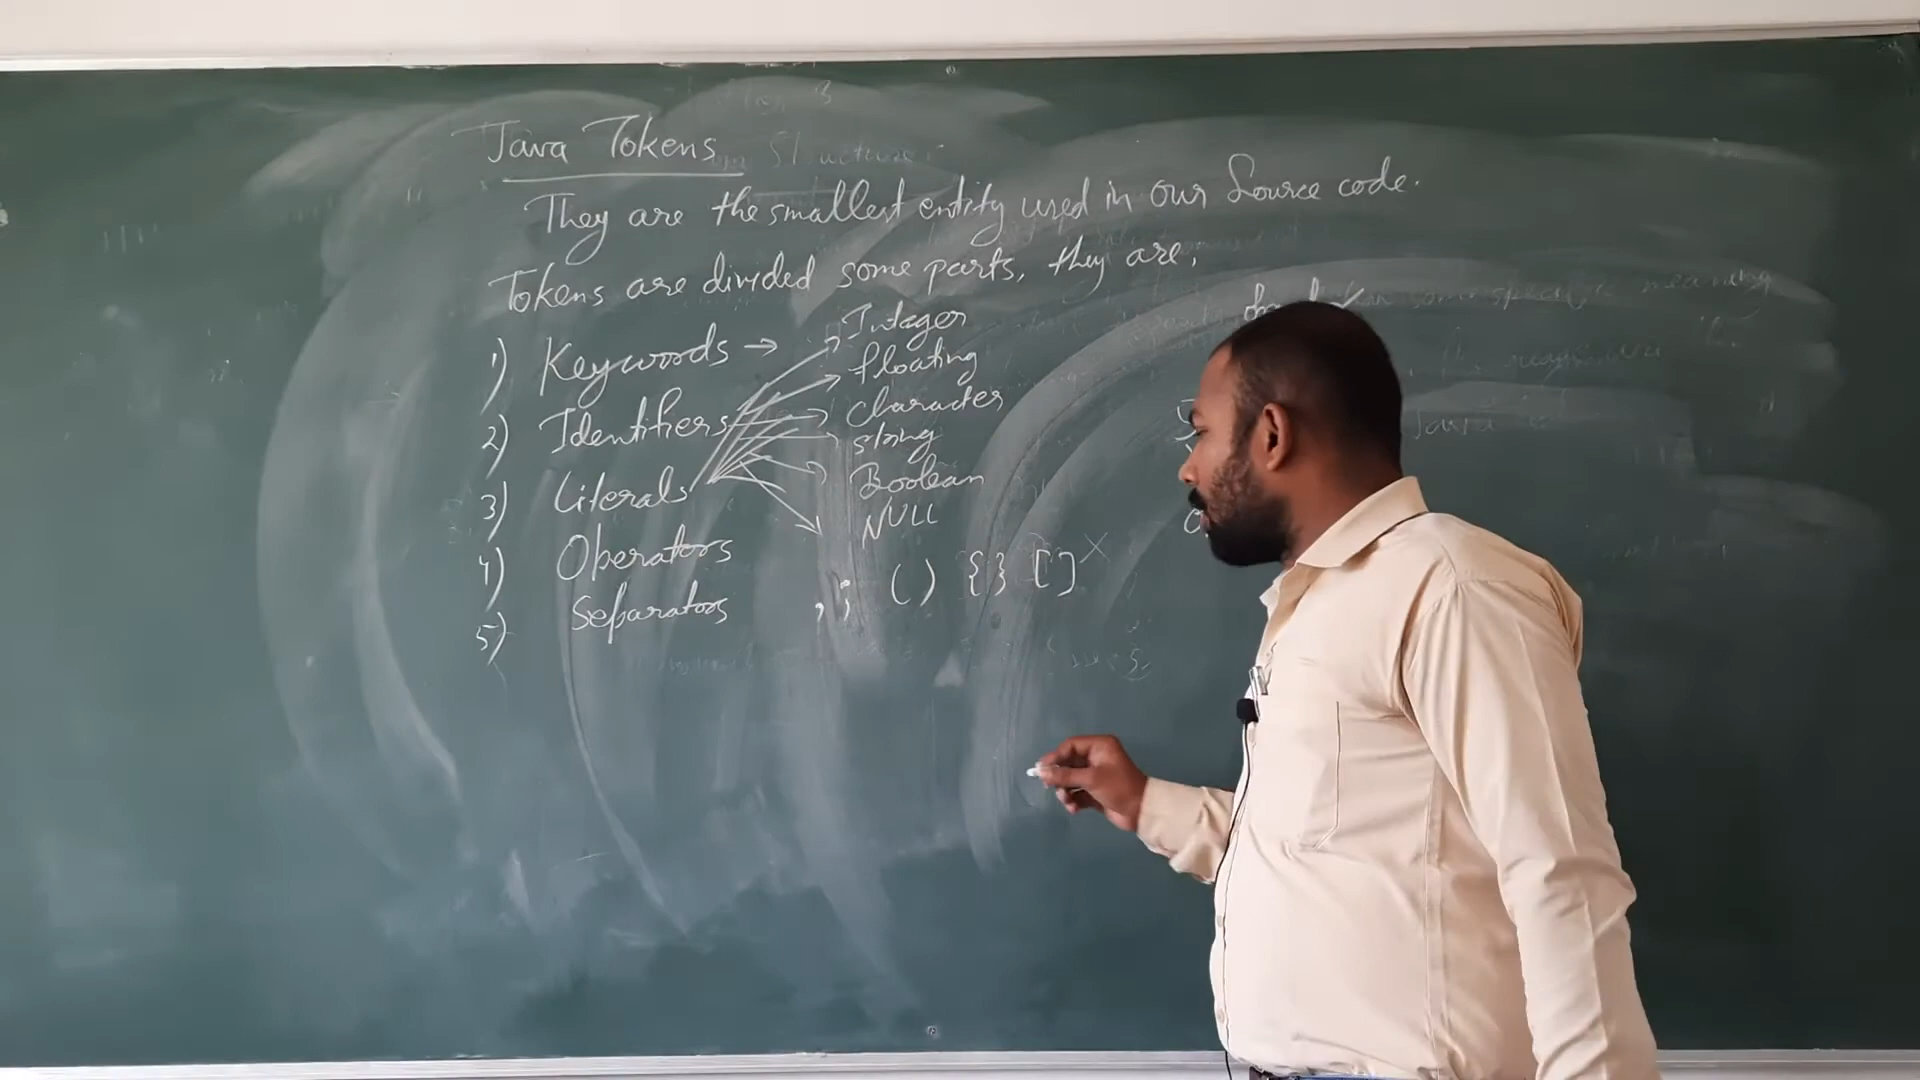 Java Tokens
They are the smallest entity used in our Source code.
Tokens are divided some parts, they are,
1) Keywords →
2) Identifiers
3) Literals
4) Operators
5) Separators , ; () {} [] X
Integer
floating
character
string
Boolean
NULL